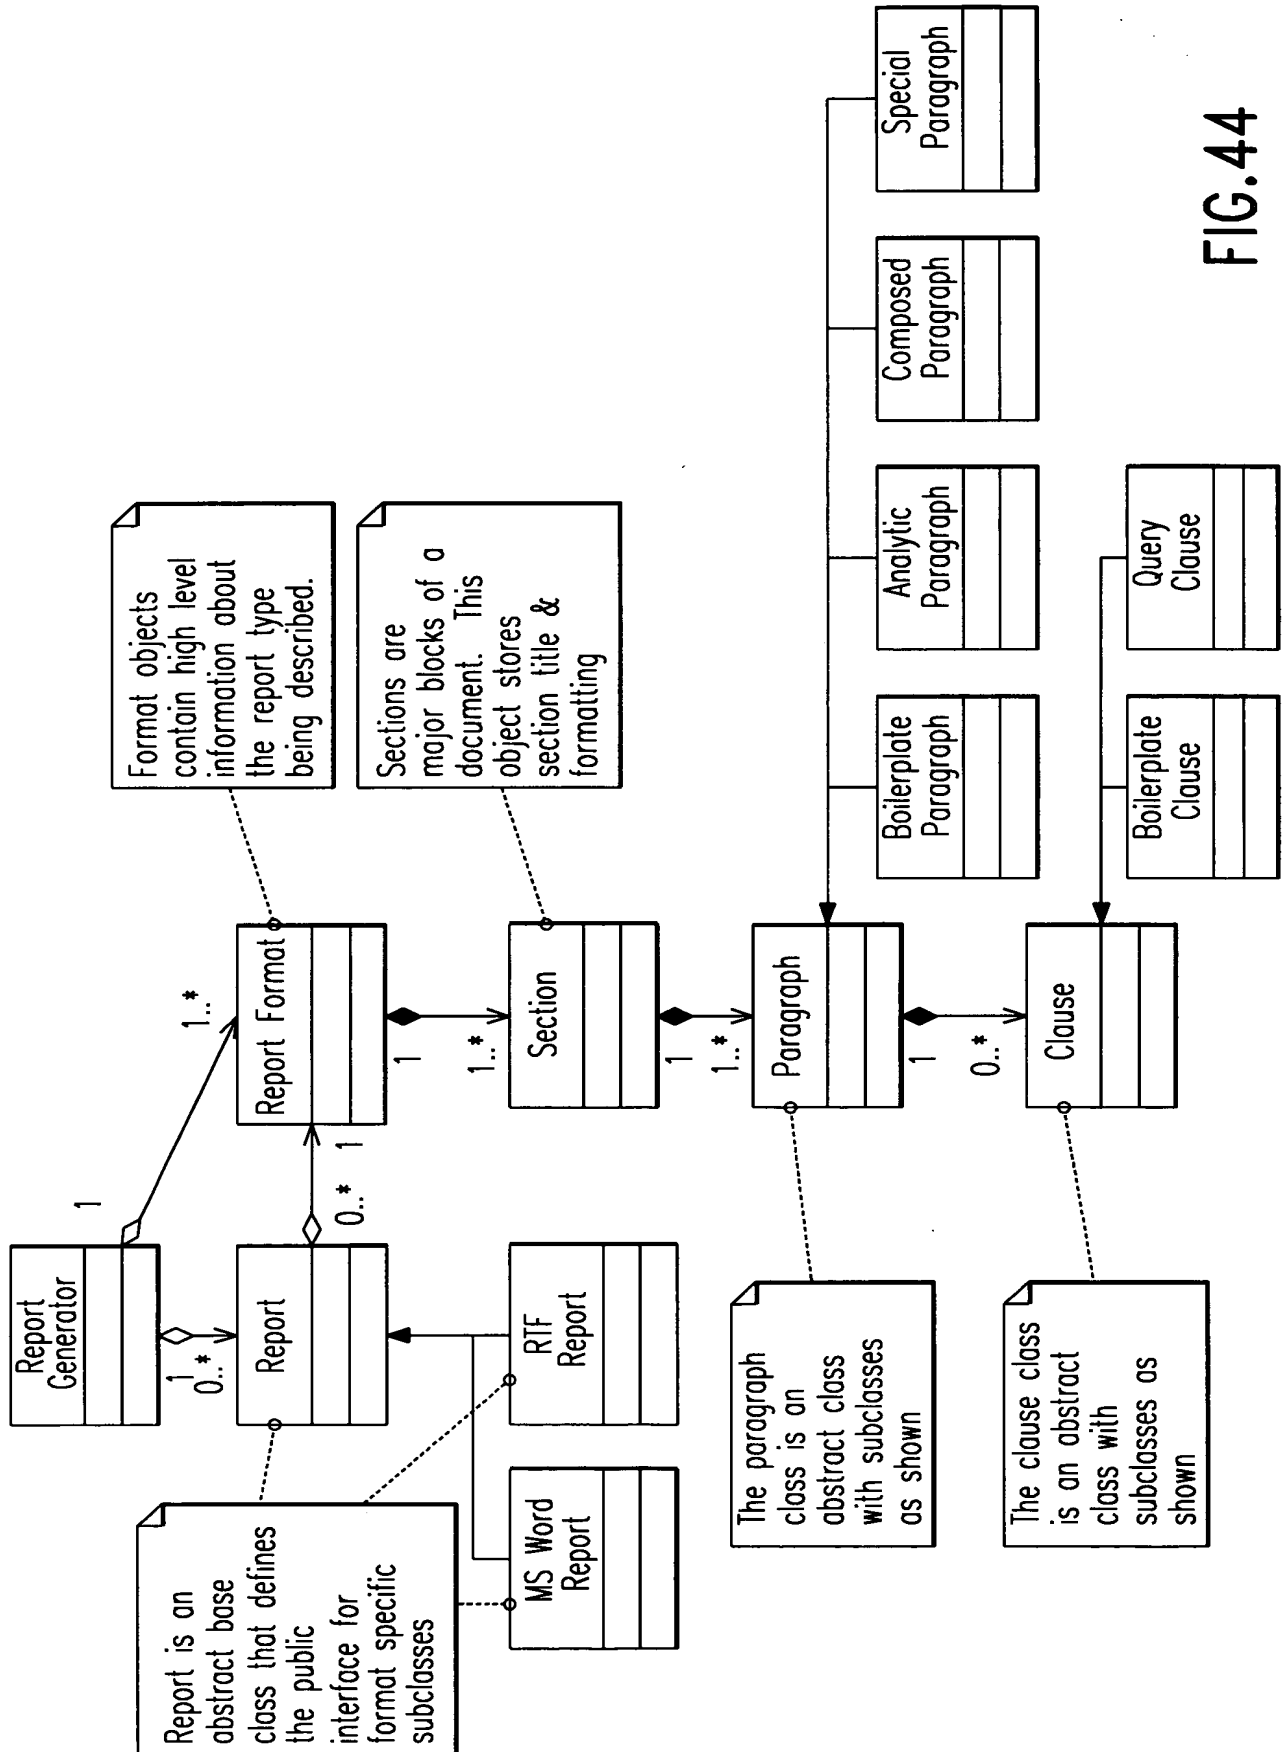 Report
Generator
1
1..*
1
0..*
Report
0..*
1
Report Format
Format objects
contain high level
information about
the report type
being described.
Report is an
abstract base
class that defines
the public
interface for
format specific
subclasses
MS Word
Report
RTF
Report
1
1..*
Section
Sections are
major blocks of a
document. This
object stores
section title &
formatting
1
1..*
Paragraph
The paragraph
class is an
abstract class
with subclasses
as shown
Boilerplate
Paragraph
Analytic
Paragraph
Composed
Paragraph
Special
Paragraph
1
0..*
Clause
The clause class
is an abstract
class with
subclasses as
shown
Boilerplate
Clause
Query
Clause
FIG.44